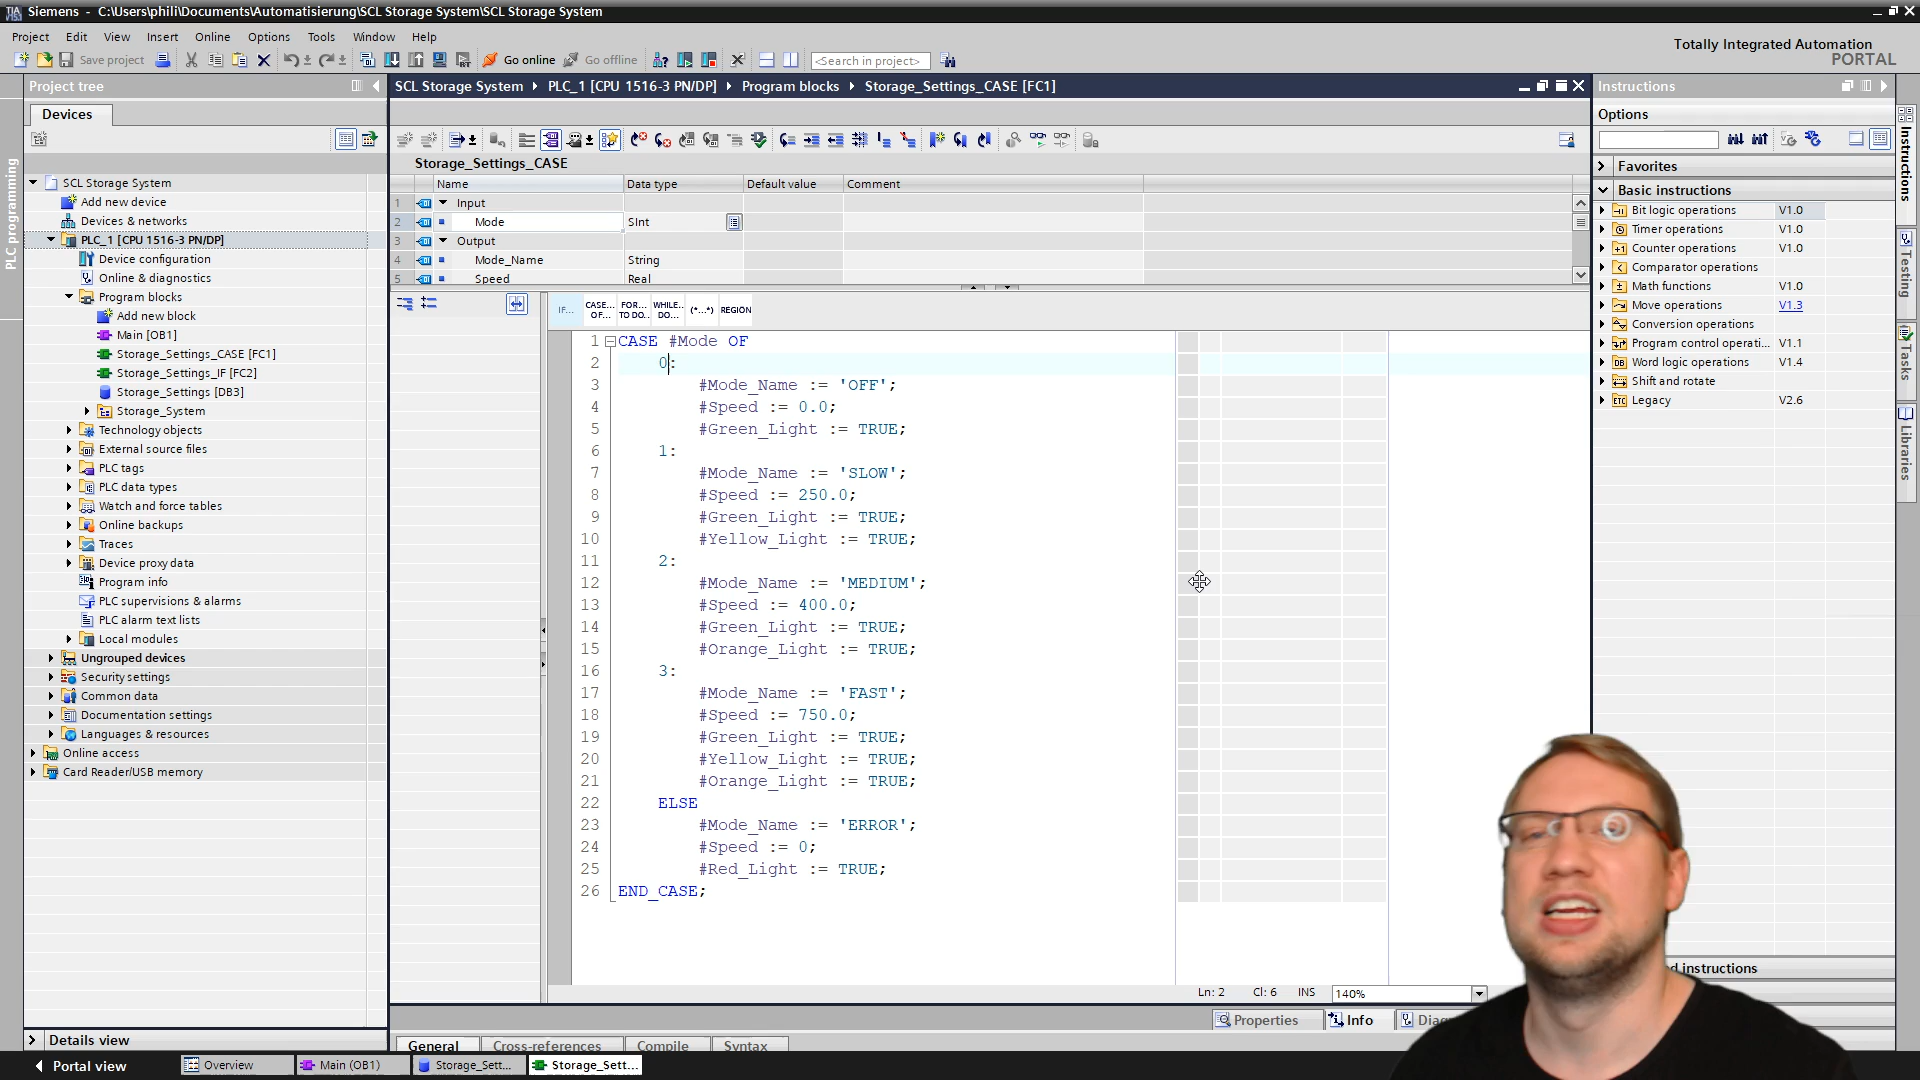 Siemens - C:\Users\phili\Documents\Automatisierung\SCL Storage System\SCL Storage System
Project Edit View Insert Online Options Tools Window Help
Totally Integrated Automation
PORTAL
Save project
Go online
Go offline
<Search in project>
Project tree
SCL Storage System PLC_1 [CPU 1516-3 PN/DP] Program blocks Storage_Settings_CASE [FC1]
Instructions
Devices
Options
PLC programming
SCL Storage System
Add new device
Devices & networks
PLC_1 [CPU 1516-3 PN/DP]
Device configuration
Online & diagnostics
Program blocks
Add new block
Main [OB1]
Storage_Settings_CASE [FC1]
Storage_Settings_IF [FC2]
Storage_Settings [DB3]
Storage_System
Technology objects
External source files
PLC tags
PLC data types
Watch and force tables
Online backups
Traces
Device proxy data
Program info
PLC supervisions & alarms
PLC alarm text lists
Local modules
Ungrouped devices
Security settings
Common data
Documentation settings
Languages & resources
Online access
Card Reader/USB memory
Details view
Storage_Settings_CASE
Name Data type Default value Comment
1 Input
2 Mode SInt
3 Output
4 Mode_Name String
5 Speed Real
IF... CASE... OF... FOR... TO DO.. WHILE.. DO... (*...*) REGION
1 CASE #Mode OF
2 0:
3 #Mode_Name := 'OFF';
4 #Speed := 0.0;
5 #Green_Light := TRUE;
6 1:
7 #Mode_Name := 'SLOW';
8 #Speed := 250.0;
9 #Green_Light := TRUE;
10 #Yellow_Light := TRUE;
11 2:
12 #Mode_Name := 'MEDIUM';
13 #Speed := 400.0;
14 #Green_Light := TRUE;
15 #Orange_Light := TRUE;
16 3:
17 #Mode_Name := 'FAST';
18 #Speed := 750.0;
19 #Green_Light := TRUE;
20 #Yellow_Light := TRUE;
21 #Orange_Light := TRUE;
22 ELSE
23 #Mode_Name := 'ERROR';
24 #Speed := 0;
25 #Red_Light := TRUE;
26 END_CASE;
Ln: 2 Cl: 6 INS 140%
Properties Info
General Cross-references Compile Syntax
Favorites
Basic instructions
Bit logic operations V1.0
Timer operations V1.0
Counter operations V1.0
Comparator operations
Math functions V1.0
Move operations V1.3
Conversion operations
Program control operati... V1.1
Word logic operations V1.4
Shift and rotate
Legacy V2.6
instructions
Instructions
Testing
Tasks
Libraries
Portal view Overview Main (OB1) Storage_Sett... Storage_Sett...